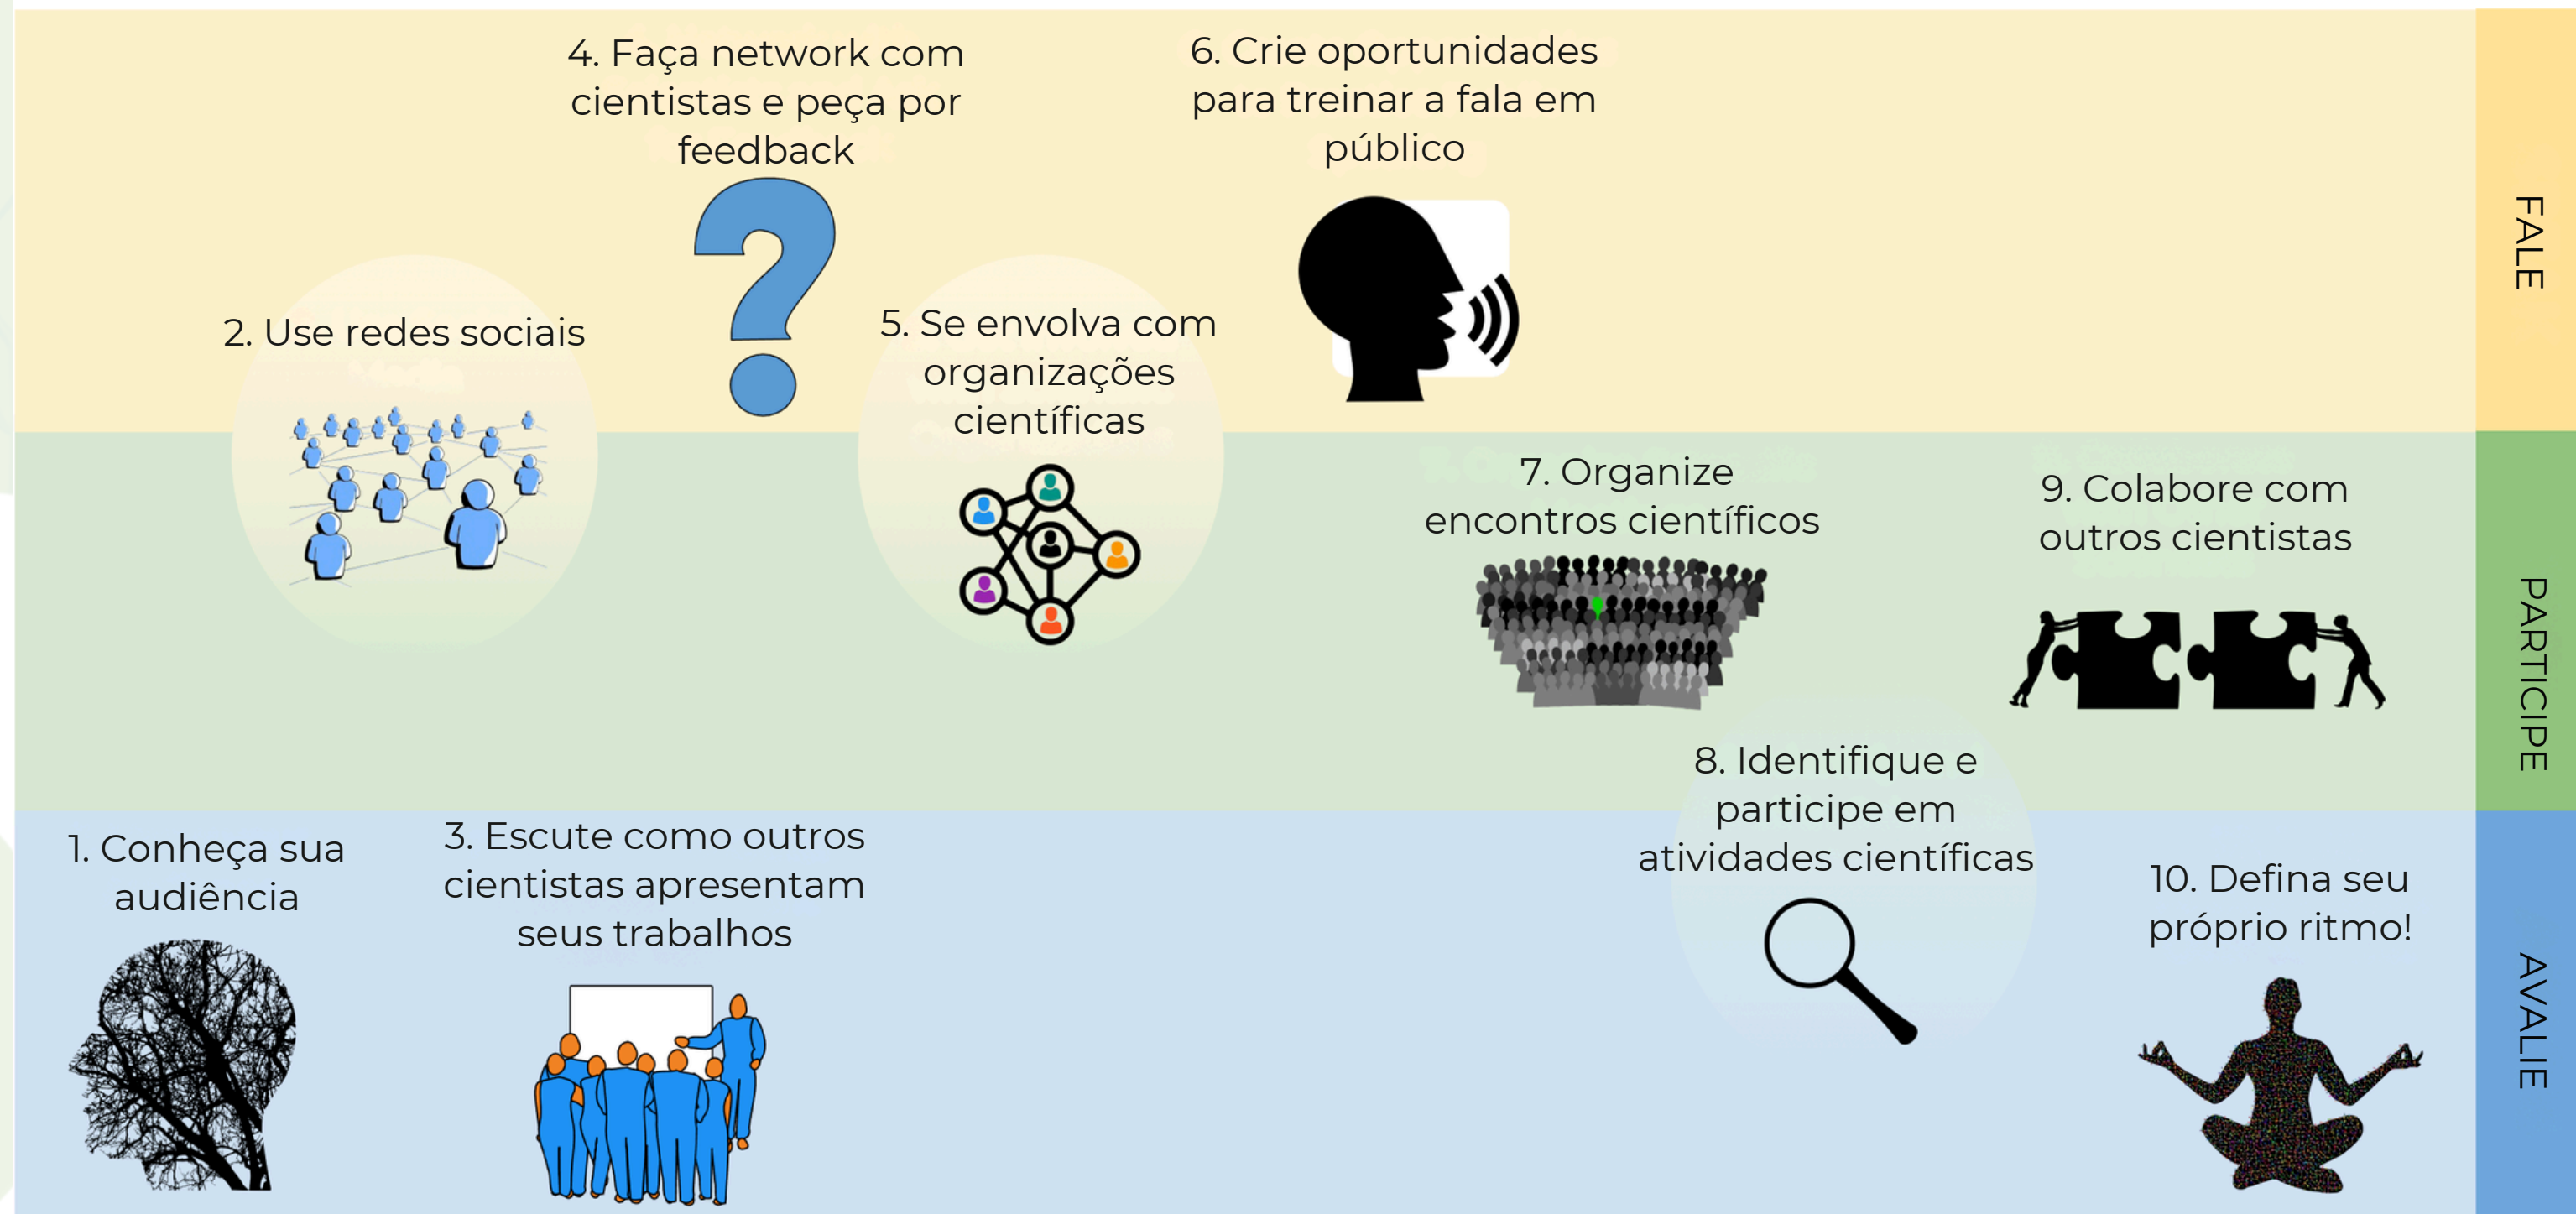 1. Conheça sua
audiência
2. Use redes sociais
3. Escute como outros
cientistas apresentam
seus trabalhos
4. Faça network com
cientistas e peça por
feedback
5. Se envolva com
organizações
científicas
6. Crie oportunidades
para treinar a fala em
público
7. Organize
encontros científicos
8. Identifique e
participe em
atividades científicas
9. Colabore com
outros cientistas
10. Defina seu
próprio ritmo!
FALE
PARTICIPE
AVALIE